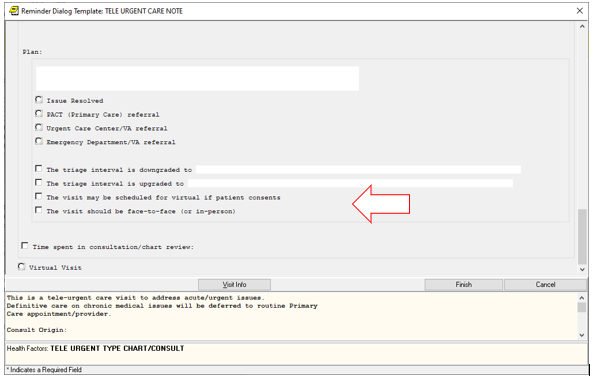 Reminder Dialog Template: TELE URGENT CARE NOTE
Plan:
Issue Resolved
PACT (Primary Care) referral
Urgent Care Center/VA referral
Emergency Department/VA referral
The triage interval is downgraded to
The triage interval is upgraded to
The visit may be scheduled for virtual if patient consents
The visit should be face-to-face (or in-person)
Time spent in consultation/chart review:
Virtual Visit
Visit Info Finish Cancel
This is a tele-urgent care visit to address acute/urgent issues.
Definitive care on chronic medical issues will be deferred to routine Primary
Care appointment/provider.
Consult Origin:
Health Factors: TELE URGENT TYPE CHART/CONSULT
* Indicates a Required Field